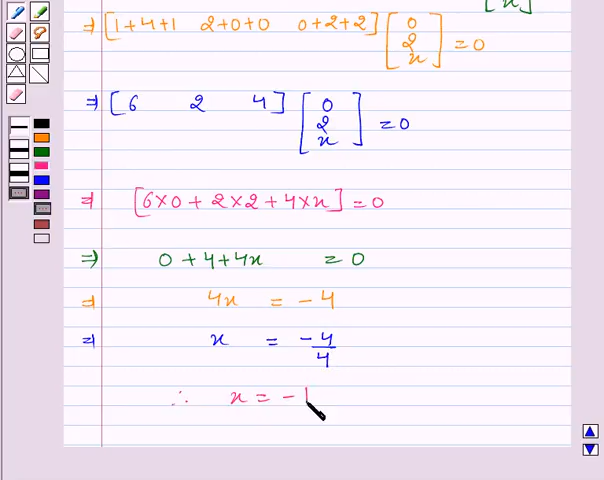 [x]
⇒ [1+4+1 2+0+0 0+2+2] [0 2 x] = 0
⇒ [6 2 4] [0 2 x] = 0
⇒ [6×0 + 2×2 + 4×x] = 0
⇒ 0 + 4 + 4x = 0
⇒ 4x = -4
⇒ x = -4/4
∴ x = -1